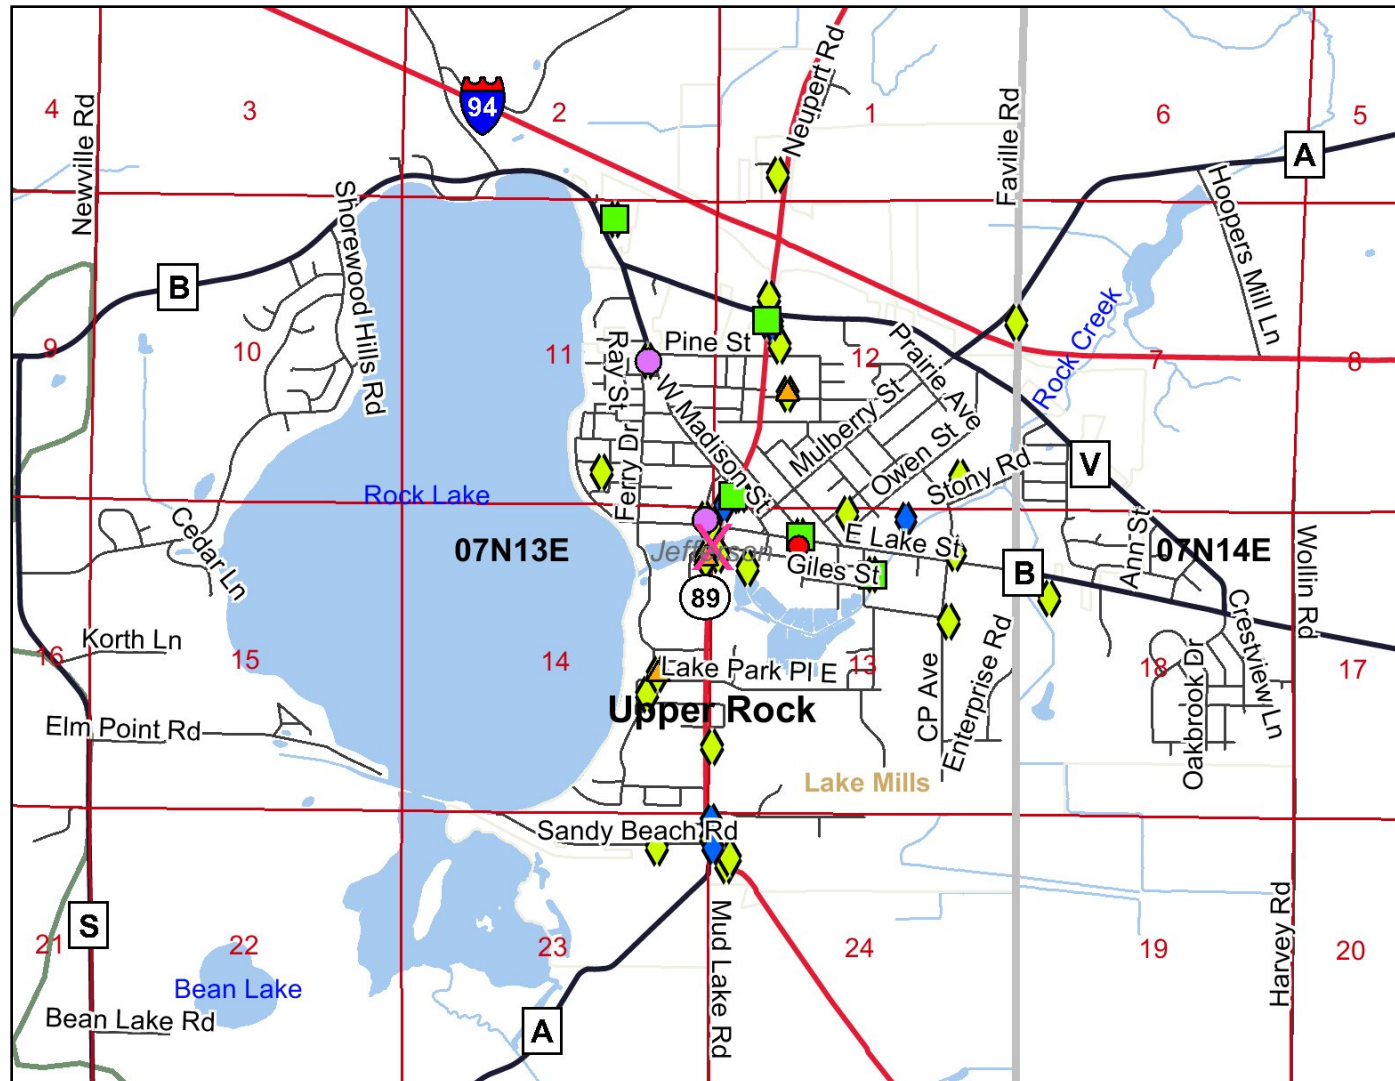 4
3
94
2
Neupert Rd
1
Faville Rd
6
5
A
Newville Rd
Shorewood Hills Rd
Hoopers Mill Ln
B
9
10
11
Ray St
Pine St
12
Prairie Ave
Rock Creek
7
8
W Madison St
Mulberry St
Ferry Dr
Owen St
Stony Rd
V
Rock Lake
Cedar Ln
07N13E
Jefferson
E Lake St
Giles St
B
Ann St
07N14E
Wollin Rd
89
Korth Ln
16
15
14
Lake Park Pl E
13
CP Ave
Enterprise Rd
18
Oakbrook Dr
Crestview Ln
17
Elm Point Rd
Upper Rock
Lake Mills
Sandy Beach Rd
S
21
22
23
Mud Lake Rd
24
19
Harvey Rd
20
Bean Lake
Bean Lake Rd
A